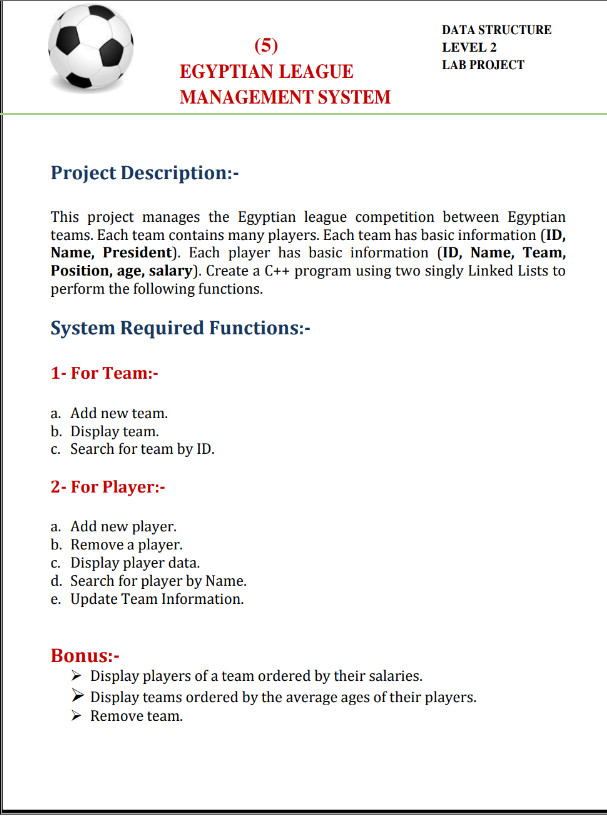 (5)
EGYPTIAN LEAGUE
MANAGEMENT SYSTEM
DATA STRUCTURE
LEVEL 2
LAB PROJECT
Project Description:-
This project manages the Egyptian league competition between Egyptian
teams. Each team contains many players. Each team has basic information (ID,
Name, President). Each player has basic information (ID, Name, Team,
Position, age, salary). Create a C++ program using two singly Linked Lists to
perform the following functions.
System Required Functions:-
1- For Team:-
a. Add new team.
b. Display team.
c. Search for team by ID.
2- For Player:-
a. Add new player.
b. Remove a player.
c. Display player data.
d. Search for player by Name.
e. Update Team Information.
Bonus:-
➢ Display players of a team ordered by their salaries.
➢ Display teams ordered by the average ages of their players.
➢ Remove team.